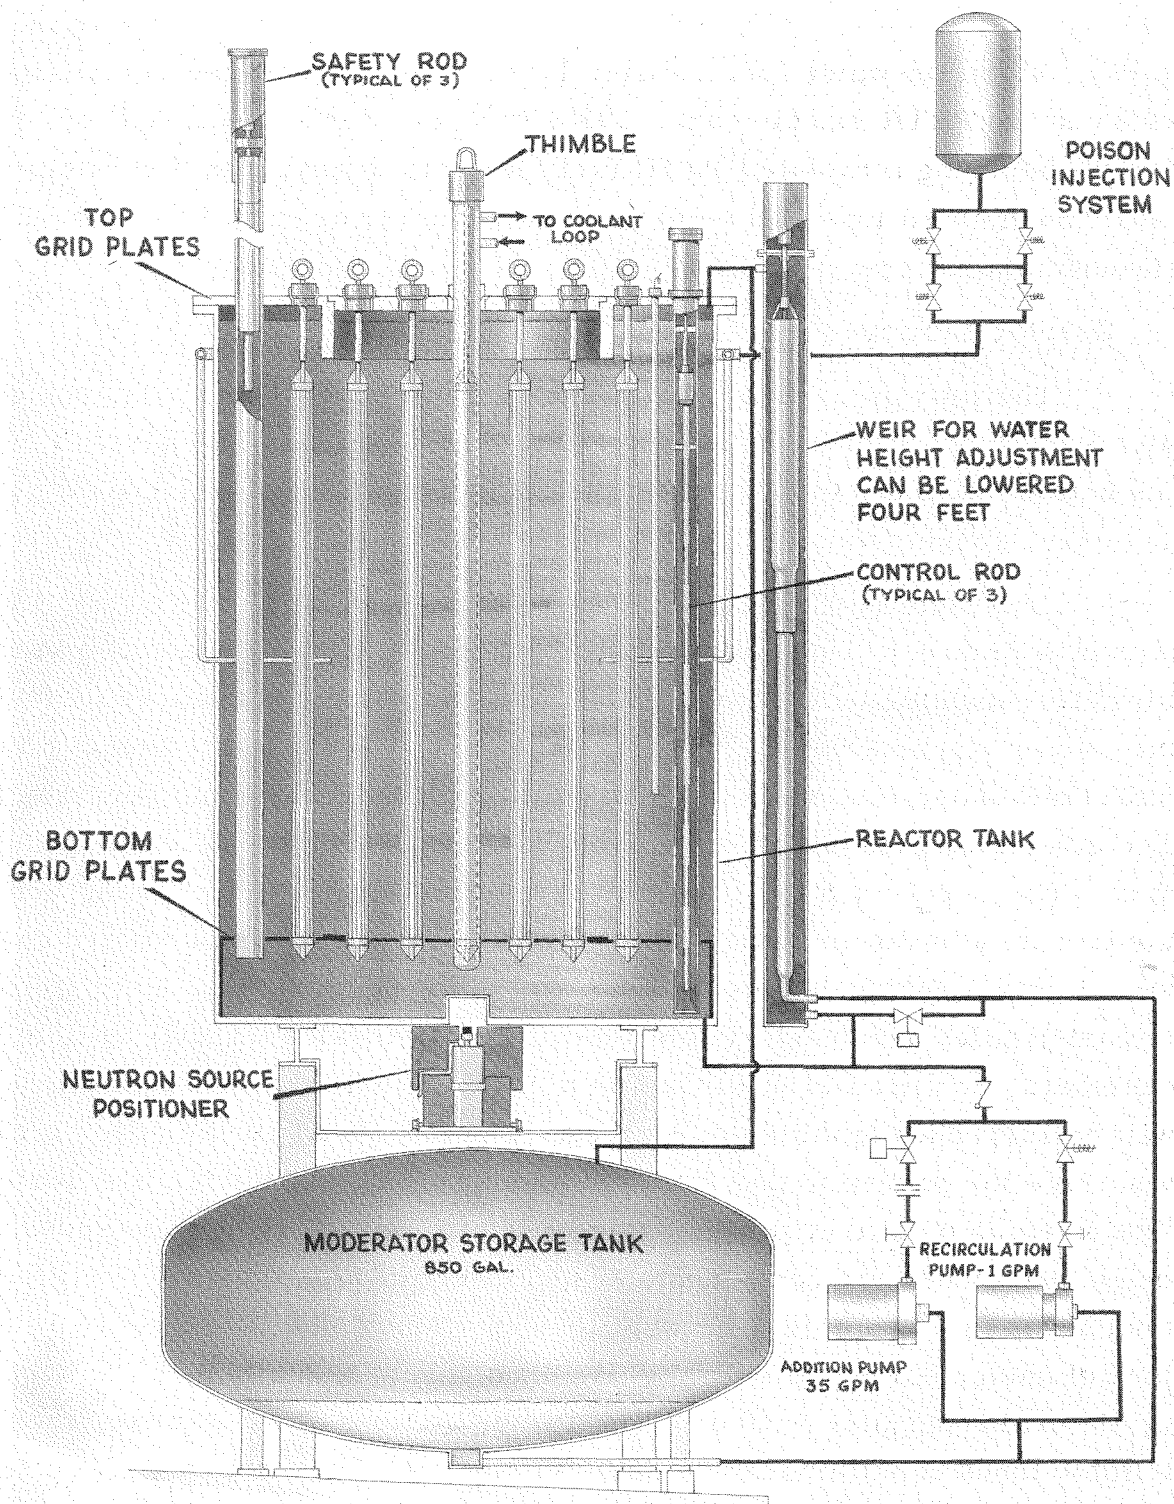 SAFETY ROD
(TYPICAL OF 3)
THIMBLE
POISON
INJECTION
SYSTEM
TOP
GRID PLATES
TO COOLANT
LOOP
WEIR FOR WATER
HEIGHT ADJUSTMENT
CAN BE LOWERED
FOUR FEET
CONTROL ROD
(TYPICAL OF 3)
BOTTOM
GRID PLATES
REACTOR TANK
NEUTRON SOURCE
POSITIONER
MODERATOR STORAGE TANK
850 GAL.
RECIRCULATION
PUMP-1 GPM
ADDITION PUMP
35 GPM